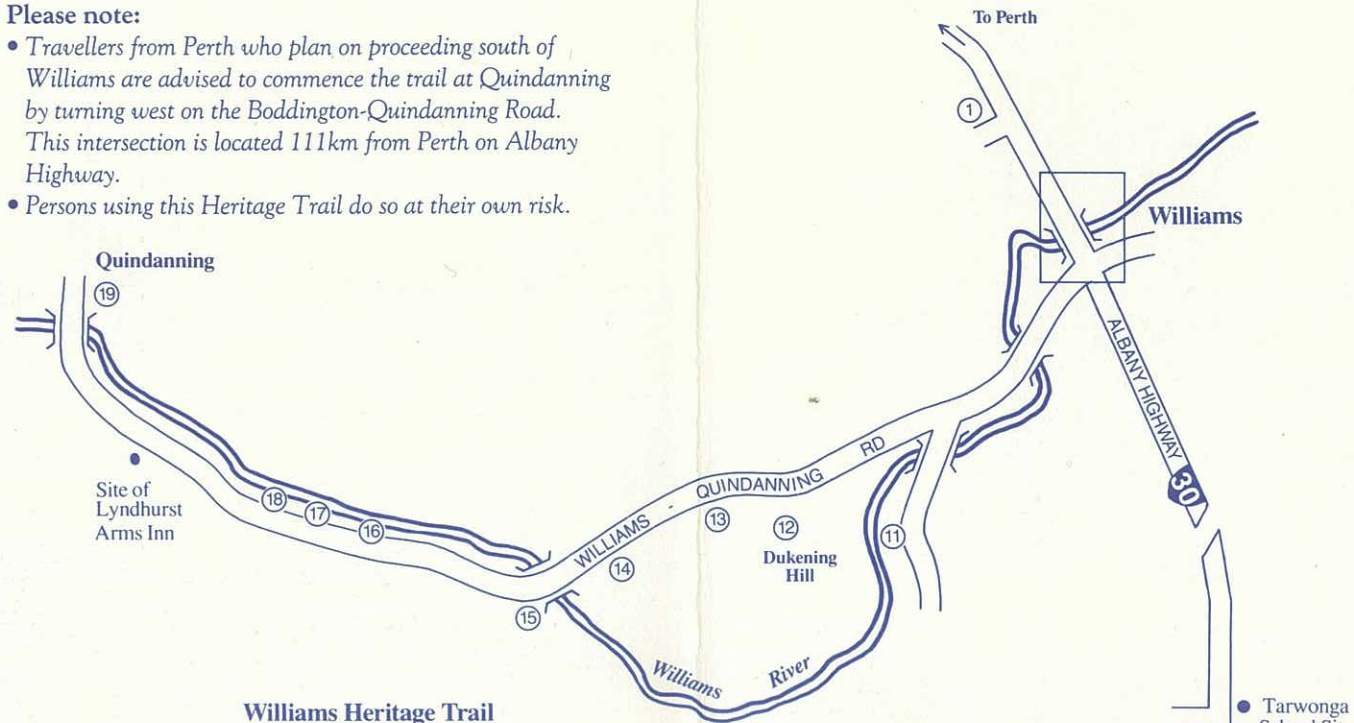 Please note:
• Travellers from Perth who plan on proceeding south of
Williams are advised to commence the trail at Quindanning
by turning west on the Boddington-Quindanning Road.
This intersection is located 111km from Perth on Albany
Highway.
• Persons using this Heritage Trail do so at their own risk.
To Perth
1
Williams
Quindanning
19
ALBANY HIGHWAY
30
Site of
Lyndhurst
Arms Inn
18
17
16
WILLIAMS - QUINDANNING RD
13
12
Dukening
Hill
11
14
15
Williams River
Williams Heritage Trail
Tarwonga
School Site